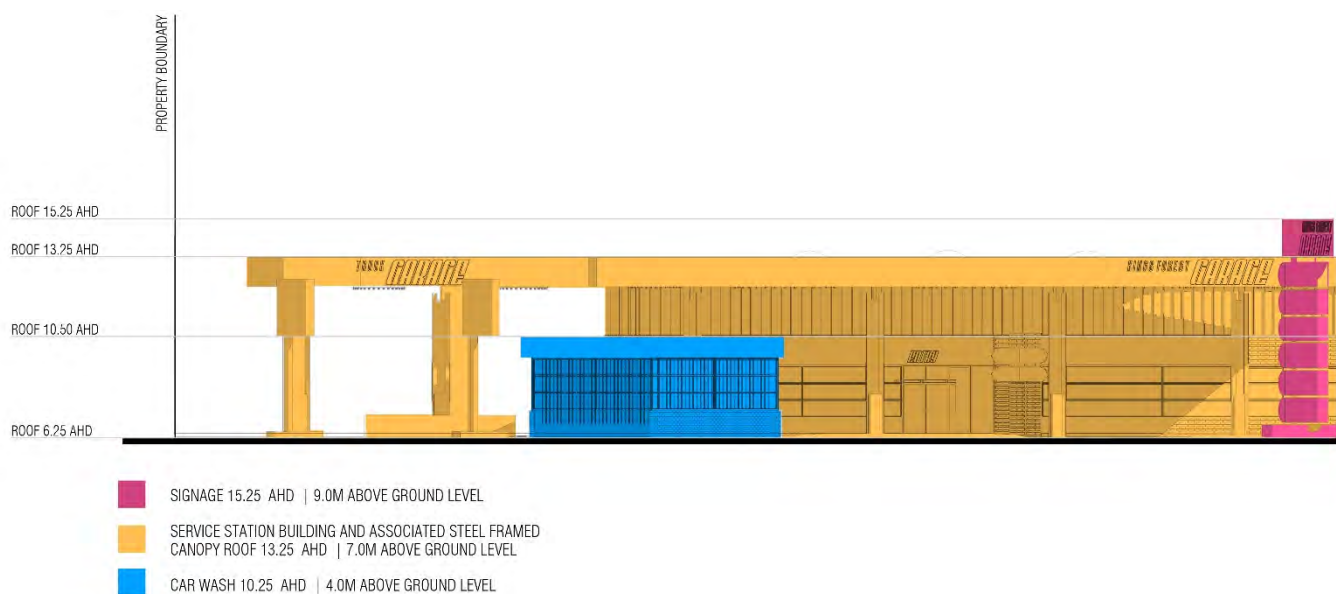 PROPERTY BOUNDARY
ROOF 15.25 AHD
ROOF 13.25 AHD
GARAGE
GARAGE
ROOF 10.50 AHD
ROOF 6.25 AHD
SIGNAGE 15.25 AHD | 9.0M ABOVE GROUND LEVEL
SERVICE STATION BUILDING AND ASSOCIATED STEEL FRAMED
CANOPY ROOF 13.25 AHD | 7.0M ABOVE GROUND LEVEL
CAR WASH 10.25 AHD | 4.0M ABOVE GROUND LEVEL